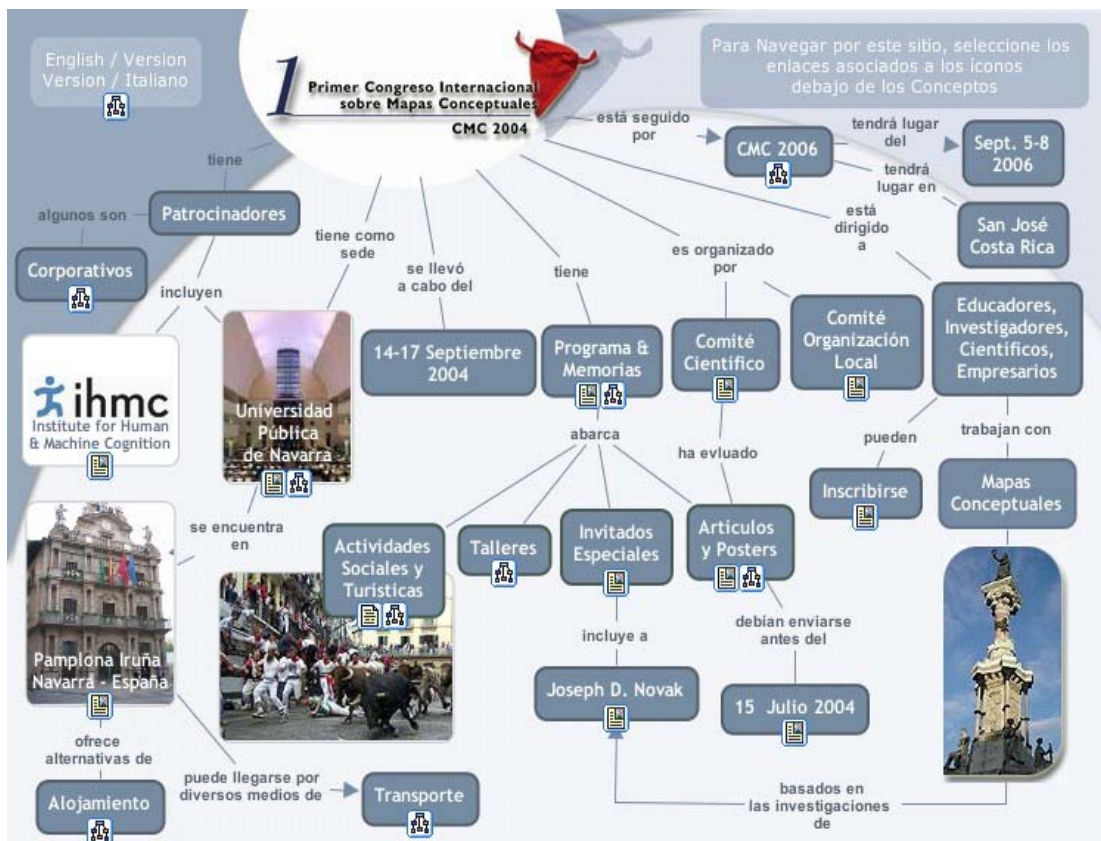 English / Version
Version / Italiano
1
Primer Congreso Internacional
sobre Mapas Conceptuales
CMC 2004
Para Navegar por este sitio, seleccione los
enlaces asociados a los íconos
debajo de los Conceptos
está seguido
por
CMC 2006
tendrá lugar
del
Sept. 5-8
2006
tendrá
lugar en
San José
Costa Rica
tiene
Patrocinadores
algunos son
Corporativos
incluyen
ihmc
Institute for Human
& Machine Cognition
tiene como
sede
Universidad
Pública
de Navarra
se llevó
a cabo del
14-17 Septiembre
2004
tiene
Programa &
Memorias
es organizado
por
Comité
Científico
Comité
Organización
Local
está
dirigido
a
Educadores,
Investigadores,
Científicos,
Empresarios
pueden
Inscribirse
trabajan con
Mapas
Conceptuales
abarca
ha evluado
Actividades
Sociales y
Turísticas
Talleres
Invitados
Especiales
Articulos
y Posters
se encuentra
en
Pamplona Iruña
Navarra - España
incluye a
Joseph D. Novak
debían enviarse
antes del
15 Julio 2004
basados en
las investigaciones
de
ofrece
alternativas de
Alojamiento
puede llegarse por
diversos medios de
Transporte